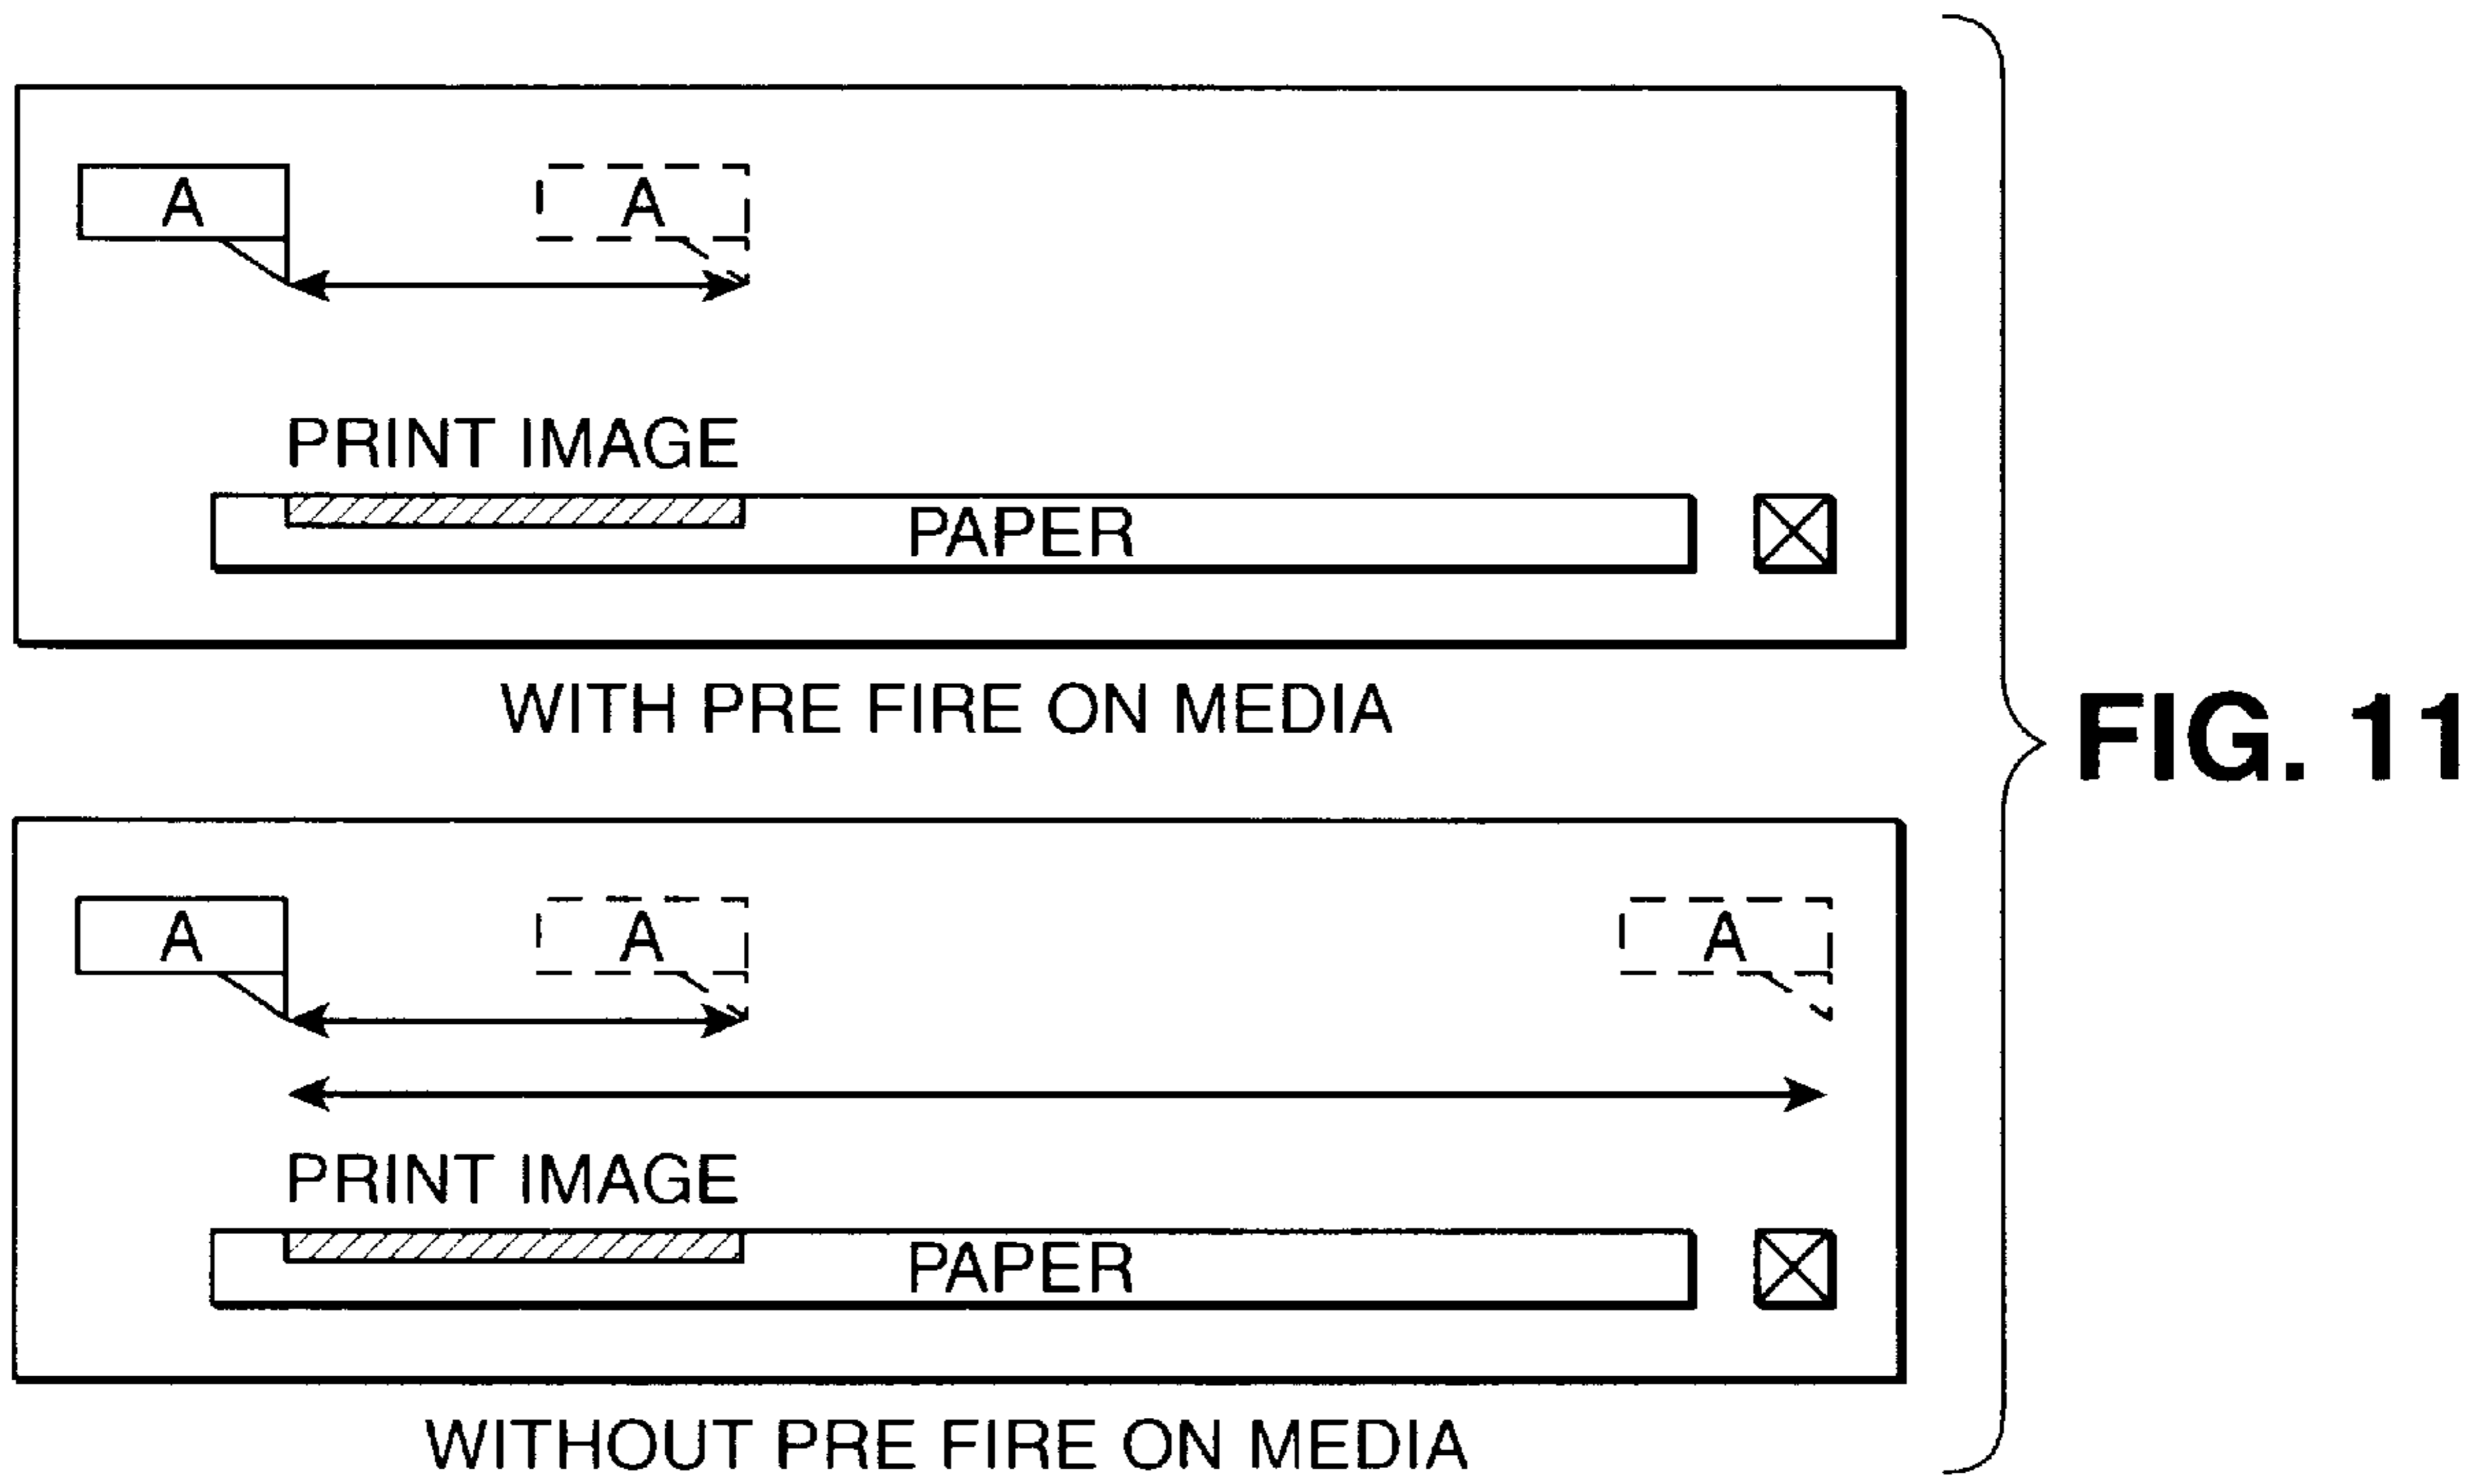 A A
PRINT IMAGE
PAPER
WITH PRE FIRE ON MEDIA
FIG. 11
A A A
PRINT IMAGE
PAPER
WITHOUT PRE FIRE ON MEDIA